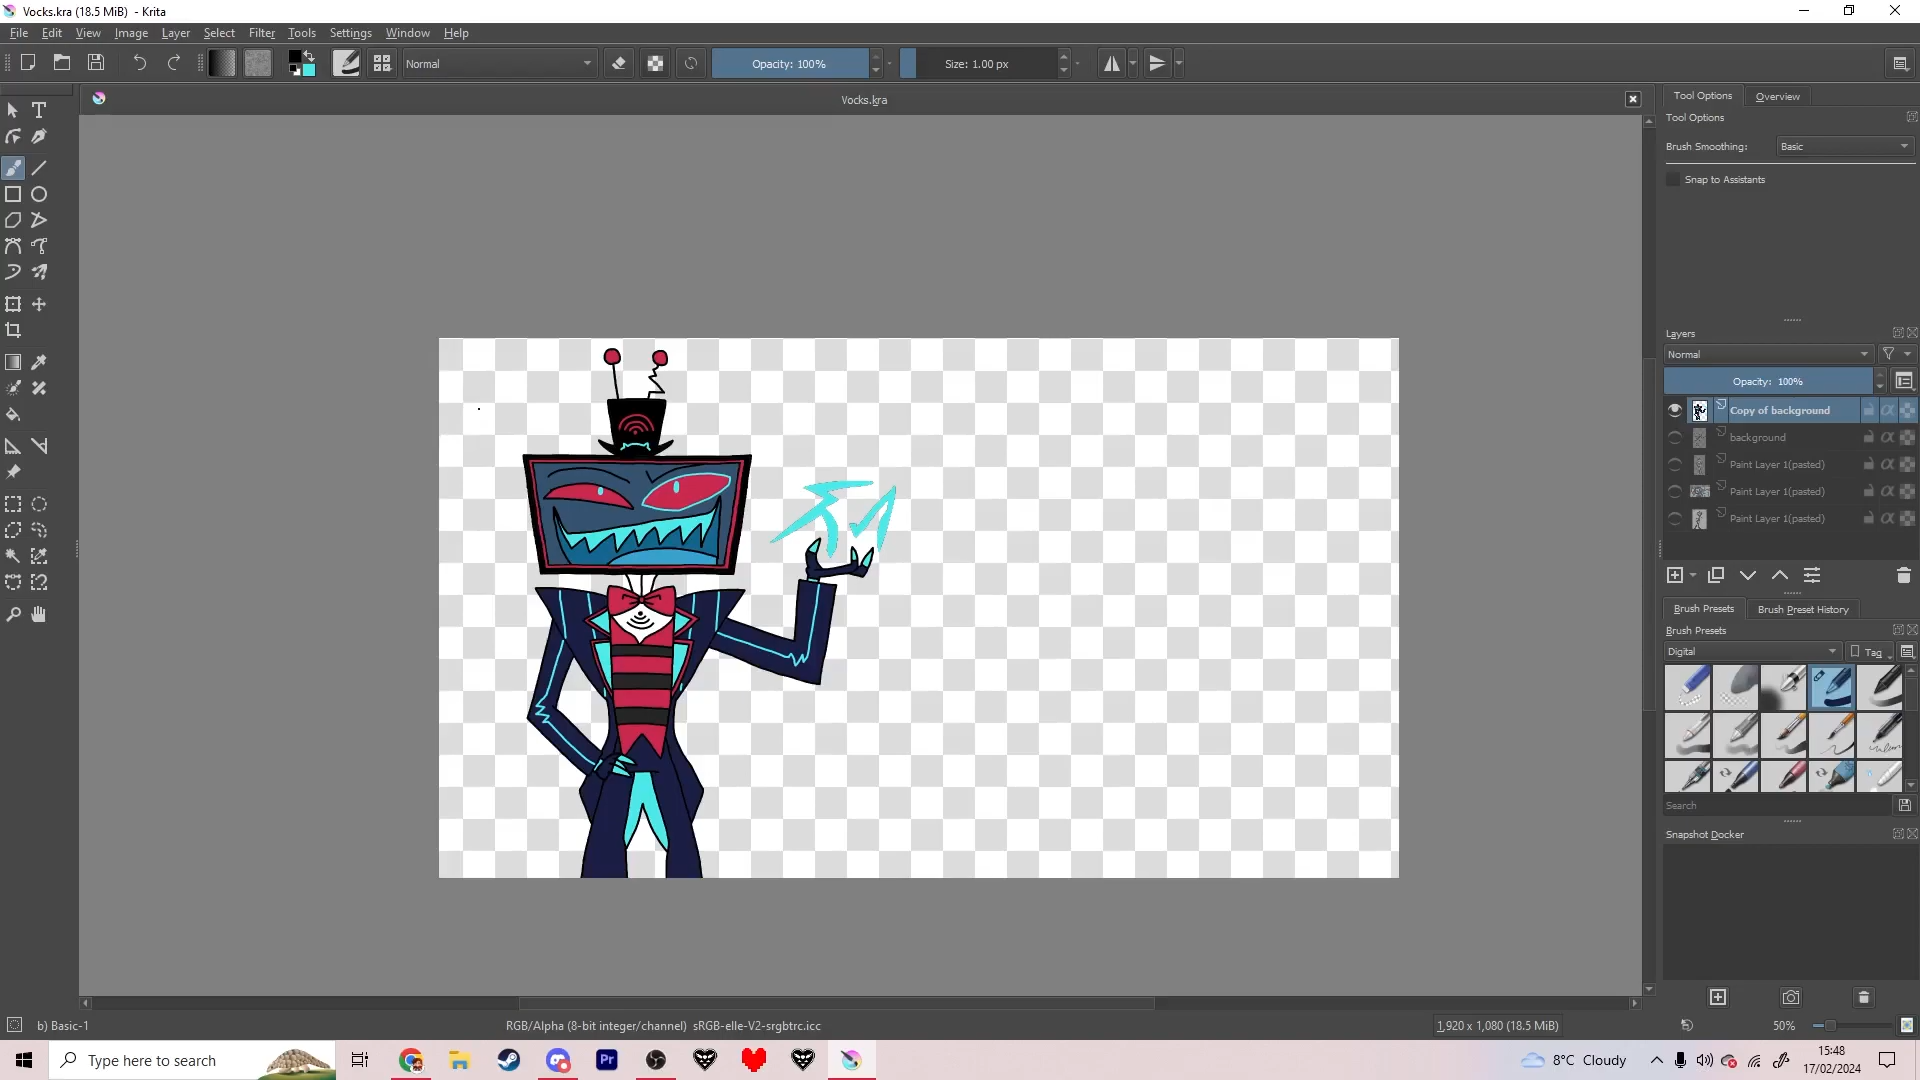 Vocks.kra (18.5 MiB)  - Krita
File Edit View Image Layer Select Filter Tools Settings Window Help
Normal Opacity: 100% Size: 1.00 px
Vocks.kra
Tool Options Overview
Tool Options
Brush Smoothing: Basic
Snap to Assistants
Layers
Normal
Opacity:  100%
Copy of background
background
Paint Layer 1(pasted)
Paint Layer 1(pasted)
Paint Layer 1(pasted)
Brush Presets Brush Preset History
Brush Presets
Digital Tag
Search
Snapshot Docker
b) Basic-1 RGB/Alpha (8-bit integer/channel)  sRGB-elle-V2-srgbtrc.icc 1,920 x 1,080 (18.5 MiB) 50%
Type here to search Pr 8°C Cloudy 15:48
17/02/2024